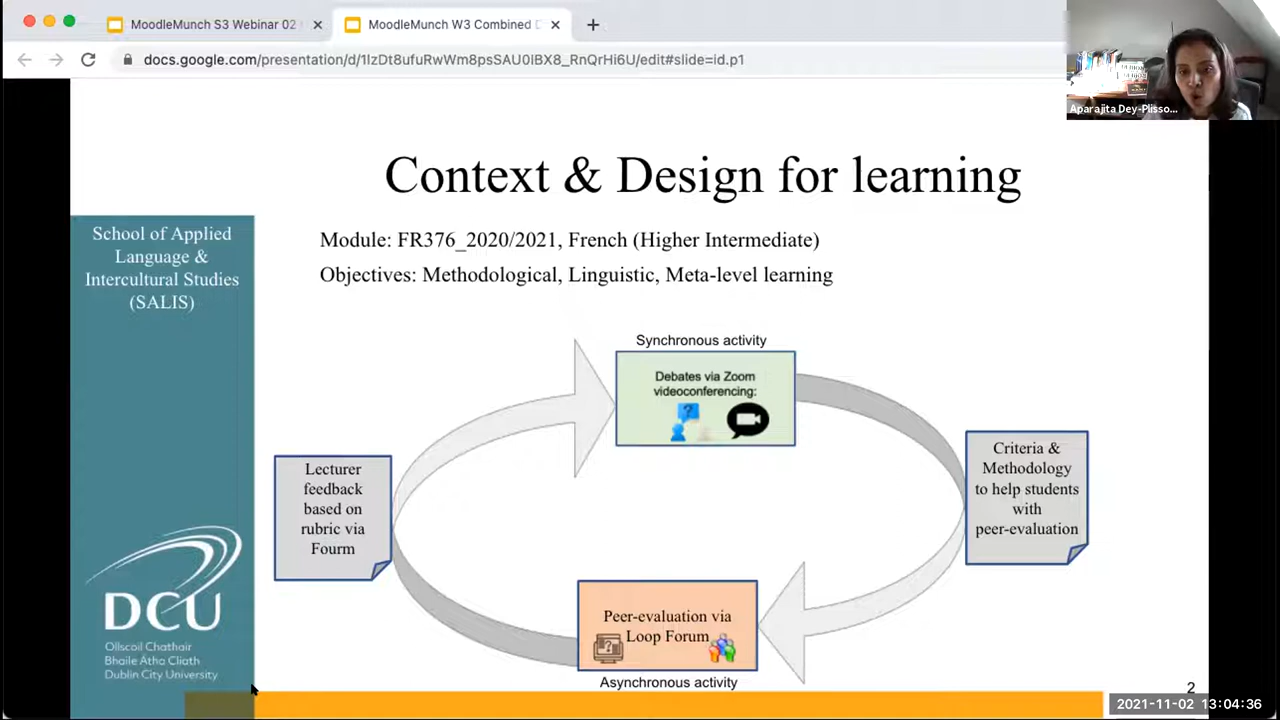 MoodleMunch S3 Webinar 02
MoodleMunch W3 Combined
docs.google.com/presentation/d/1IzDt8ufuRwWm8psSAU0IBX8_RnQrHi6U/edit#slide=id.p1
Aparajita Dey-Plisso...
Context & Design for learning
School of Applied
Language &
Intercultural Studies
(SALIS)
Module: FR376_2020/2021, French (Higher Intermediate)
Objectives: Methodological, Linguistic, Meta-level learning
Synchronous activity
Debates via Zoom
videoconferencing:
Lecturer
feedback
based on
rubric via
Fourm
Criteria &
Methodology
to help students
with
peer-evaluation
Peer-evaluation via
Loop Forum
Asynchronous activity
DCU
Ollscoil Chathair
Bhaile Átha Cliath
Dublin City University
2
2021-11-02 13:04:36